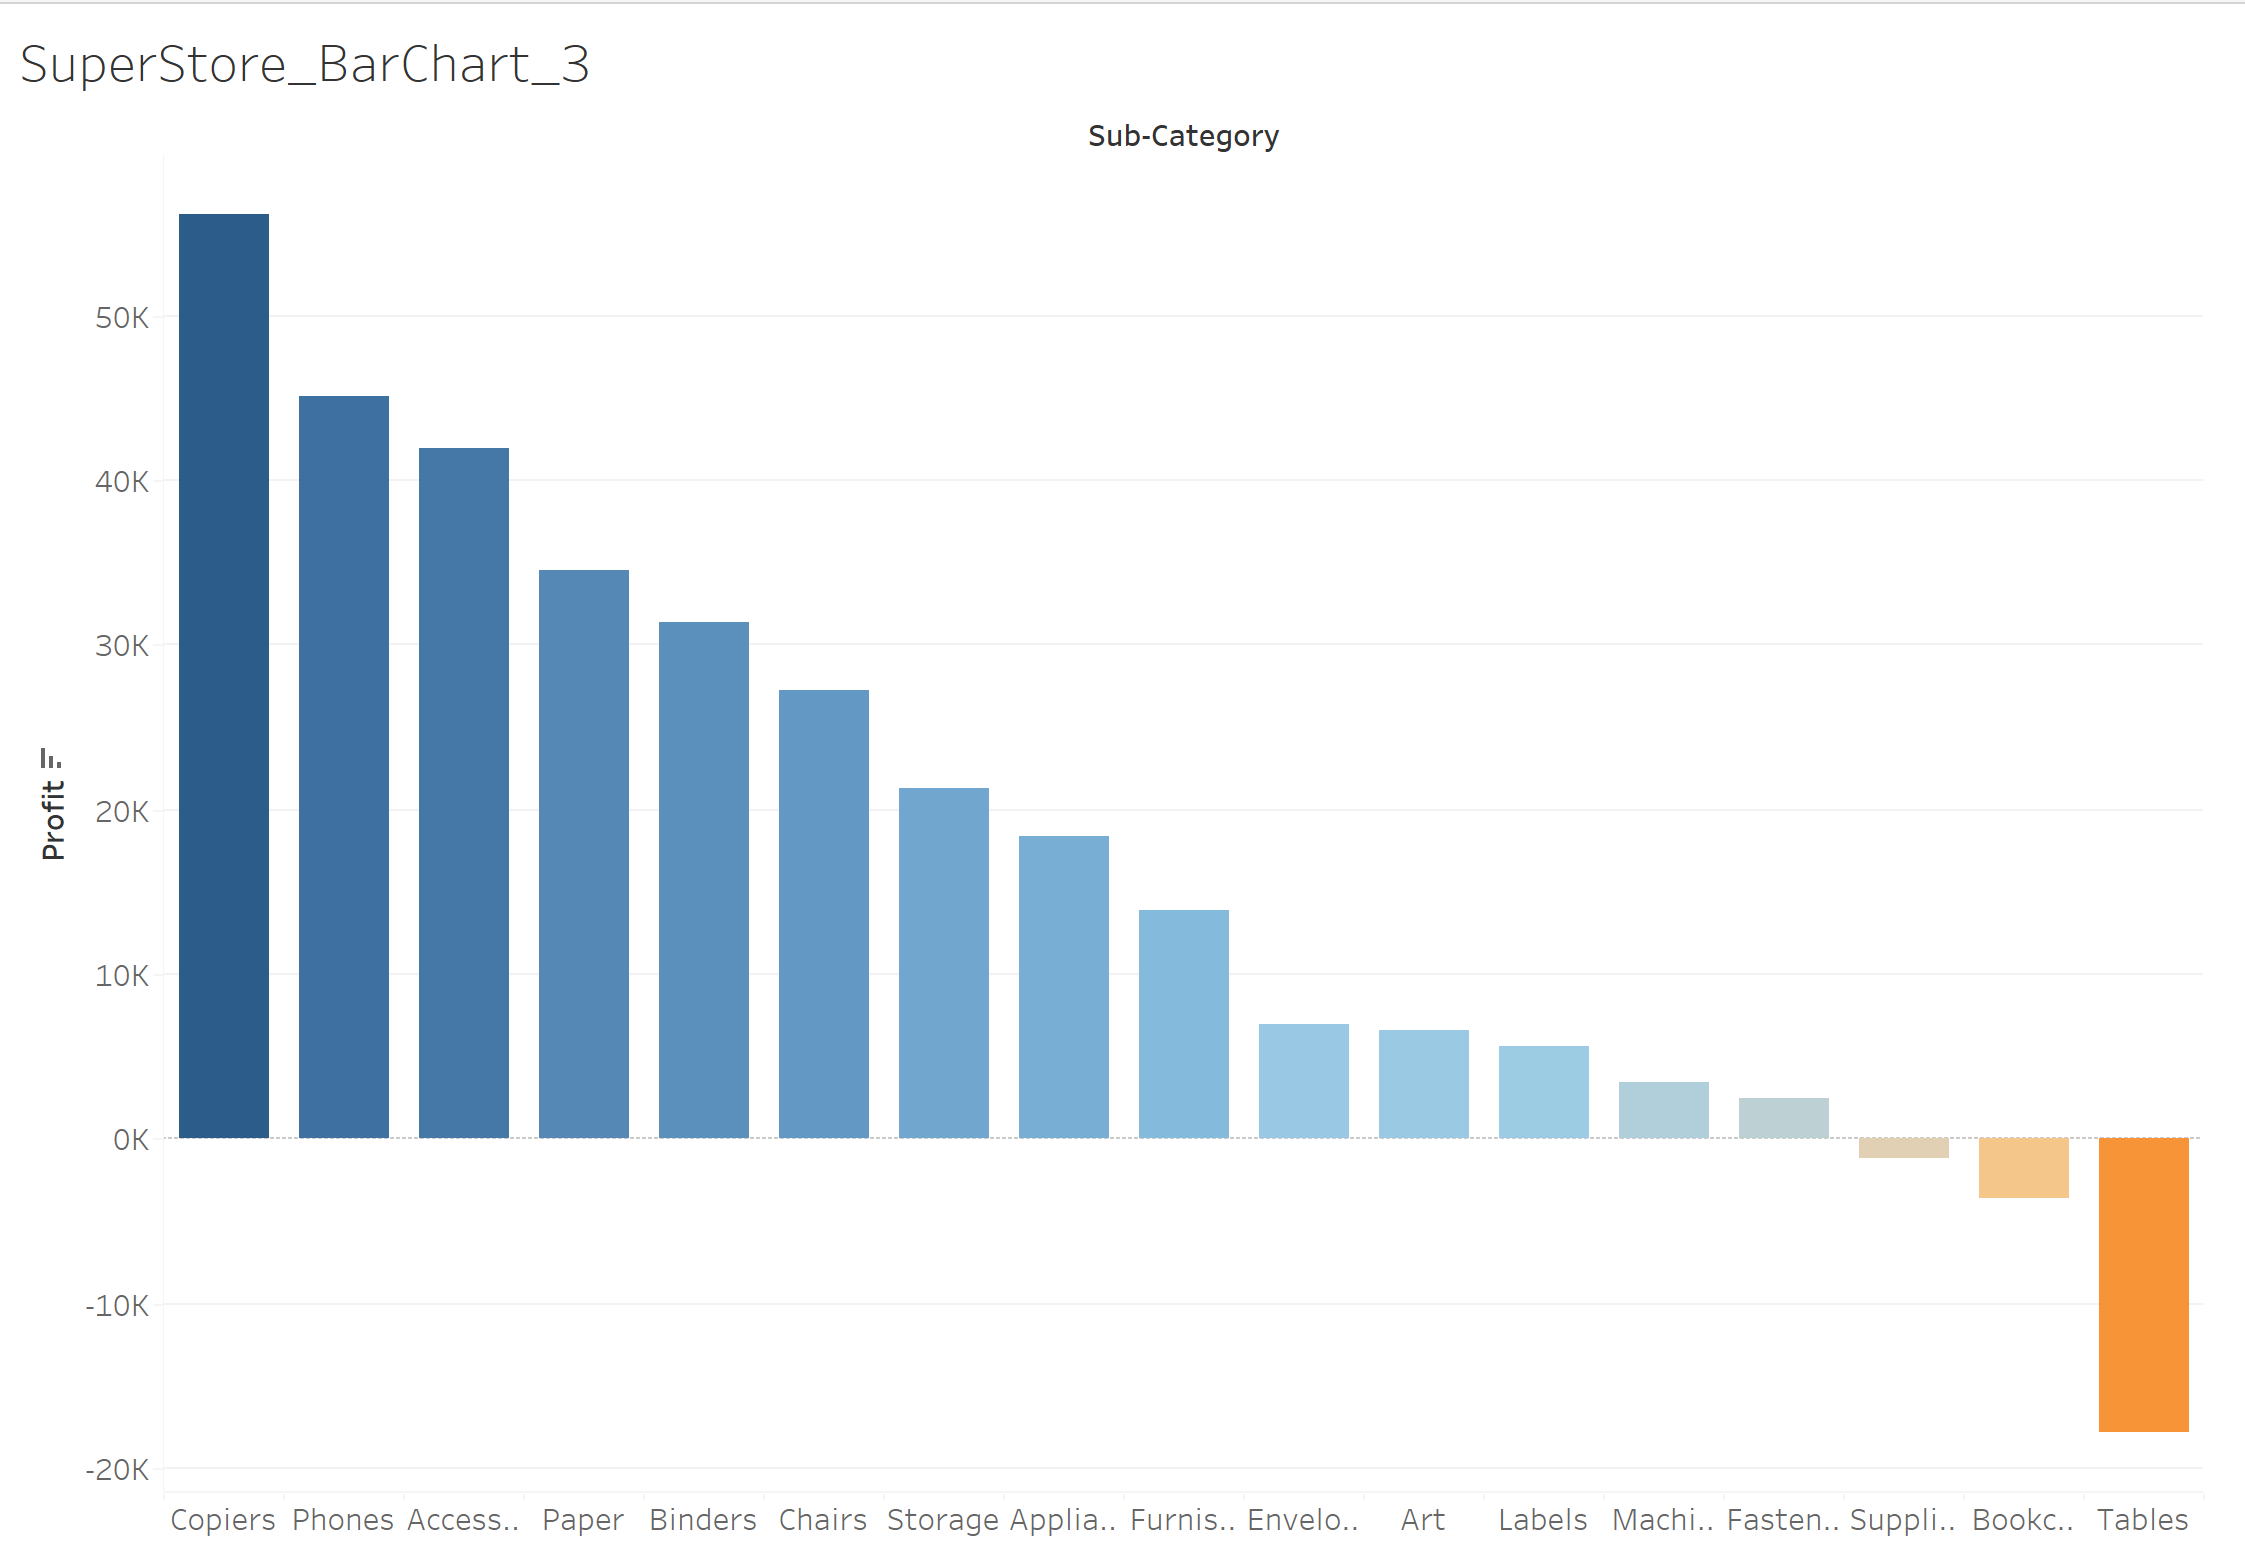 SuperStore_BarChart_3
Sub-Category
50K
40K
30K
20K
10K
0K
-10K
-20K
Profit
Copiers Phones Access.. Paper Binders Chairs Storage Applia.. Furnis.. Envelo.. Art Labels Machi.. Fasten.. Suppli.. Bookc.. Tables